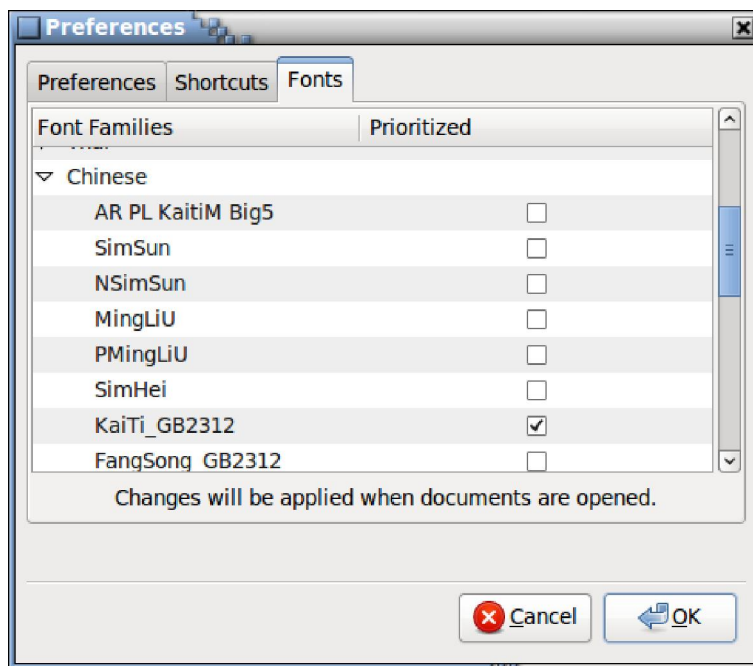 Preferences
Preferences Shortcuts Fonts
Font Families Prioritized
Chinese
AR PL KaitiM Big5
SimSun
NSimSun
MingLiU
PMingLiU
SimHei
KaiTi_GB2312
FangSong_GB2312
Changes will be applied when documents are opened.
Cancel OK